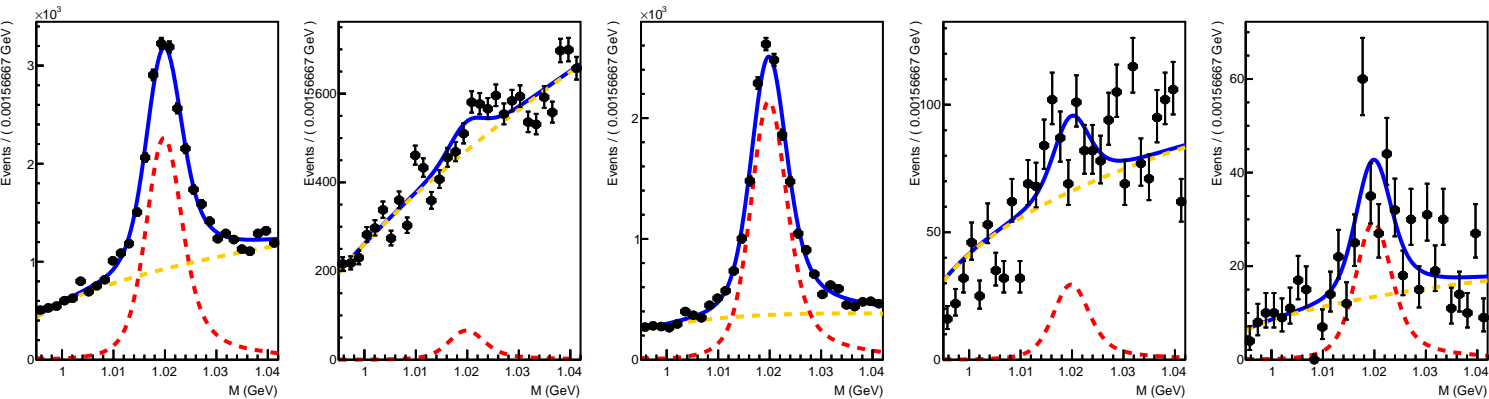 ×10³
Events / ( 0.00156667 GeV )
3
2
1
0
1 1.01 1.02 1.03 1.04
M (GeV)
Events / ( 0.00156667 GeV )
600
400
200
0
1 1.01 1.02 1.03 1.04
M (GeV)
×10³
Events / ( 0.00156667 GeV )
2
1
0
1 1.01 1.02 1.03 1.04
M (GeV)
Events / ( 0.00156667 GeV )
100
50
0
1 1.01 1.02 1.03 1.04
M (GeV)
Events / ( 0.00156667 GeV )
60
40
20
0
1 1.01 1.02 1.03 1.04
M (GeV)